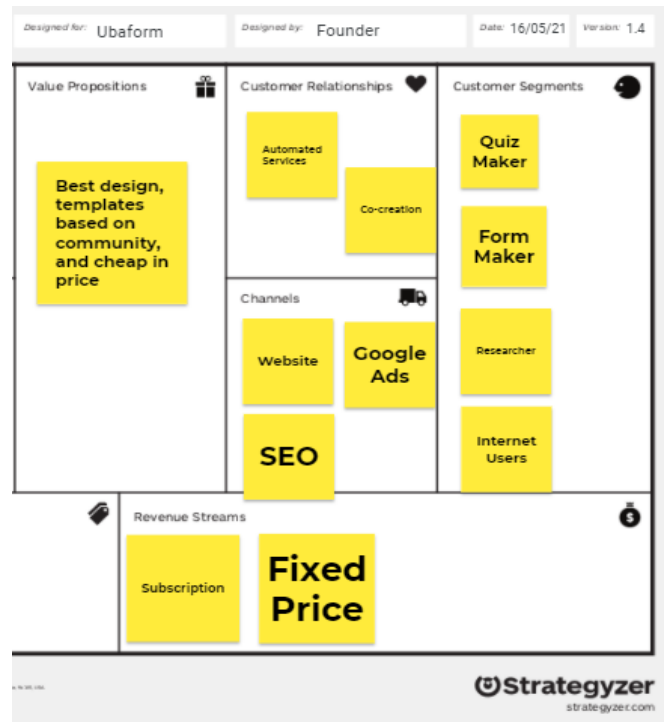 Designed for: Ubaform
Designed by: Founder
Date: 16/05/21
Version: 1.4
Value Propositions
Best design,
templates
based on
community,
and cheap in
price
Customer Relationships
Automated
Services
Co-creation
Channels
Website
Google
Ads
SEO
Customer Segments
Quiz
Maker
Form
Maker
Researcher
Internet
Users
Revenue Streams
Subscription
Fixed
Price
Strategyzer
strategyzer.com